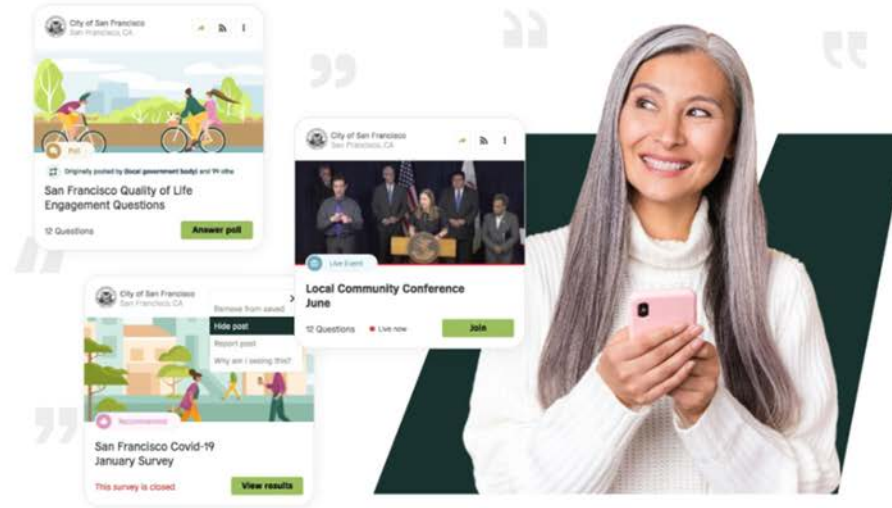 City of San Francisco
San Francisco, CA
Poll
Originally posted by (local government body) and 99 othe
San Francisco Quality of Life
Engagement Questions
12 Questions
Answer poll
City of San Francisco
San Francisco, CA
Live Event
Local Community Conference
June
12 Questions
Live now
Join
City of San Francisco
San Francisco, CA
Remove from saved
Hide post
Report post
Why am i seeing this?
Recommended
San Francisco Covid-19
January Survey
This survey is closed
View results